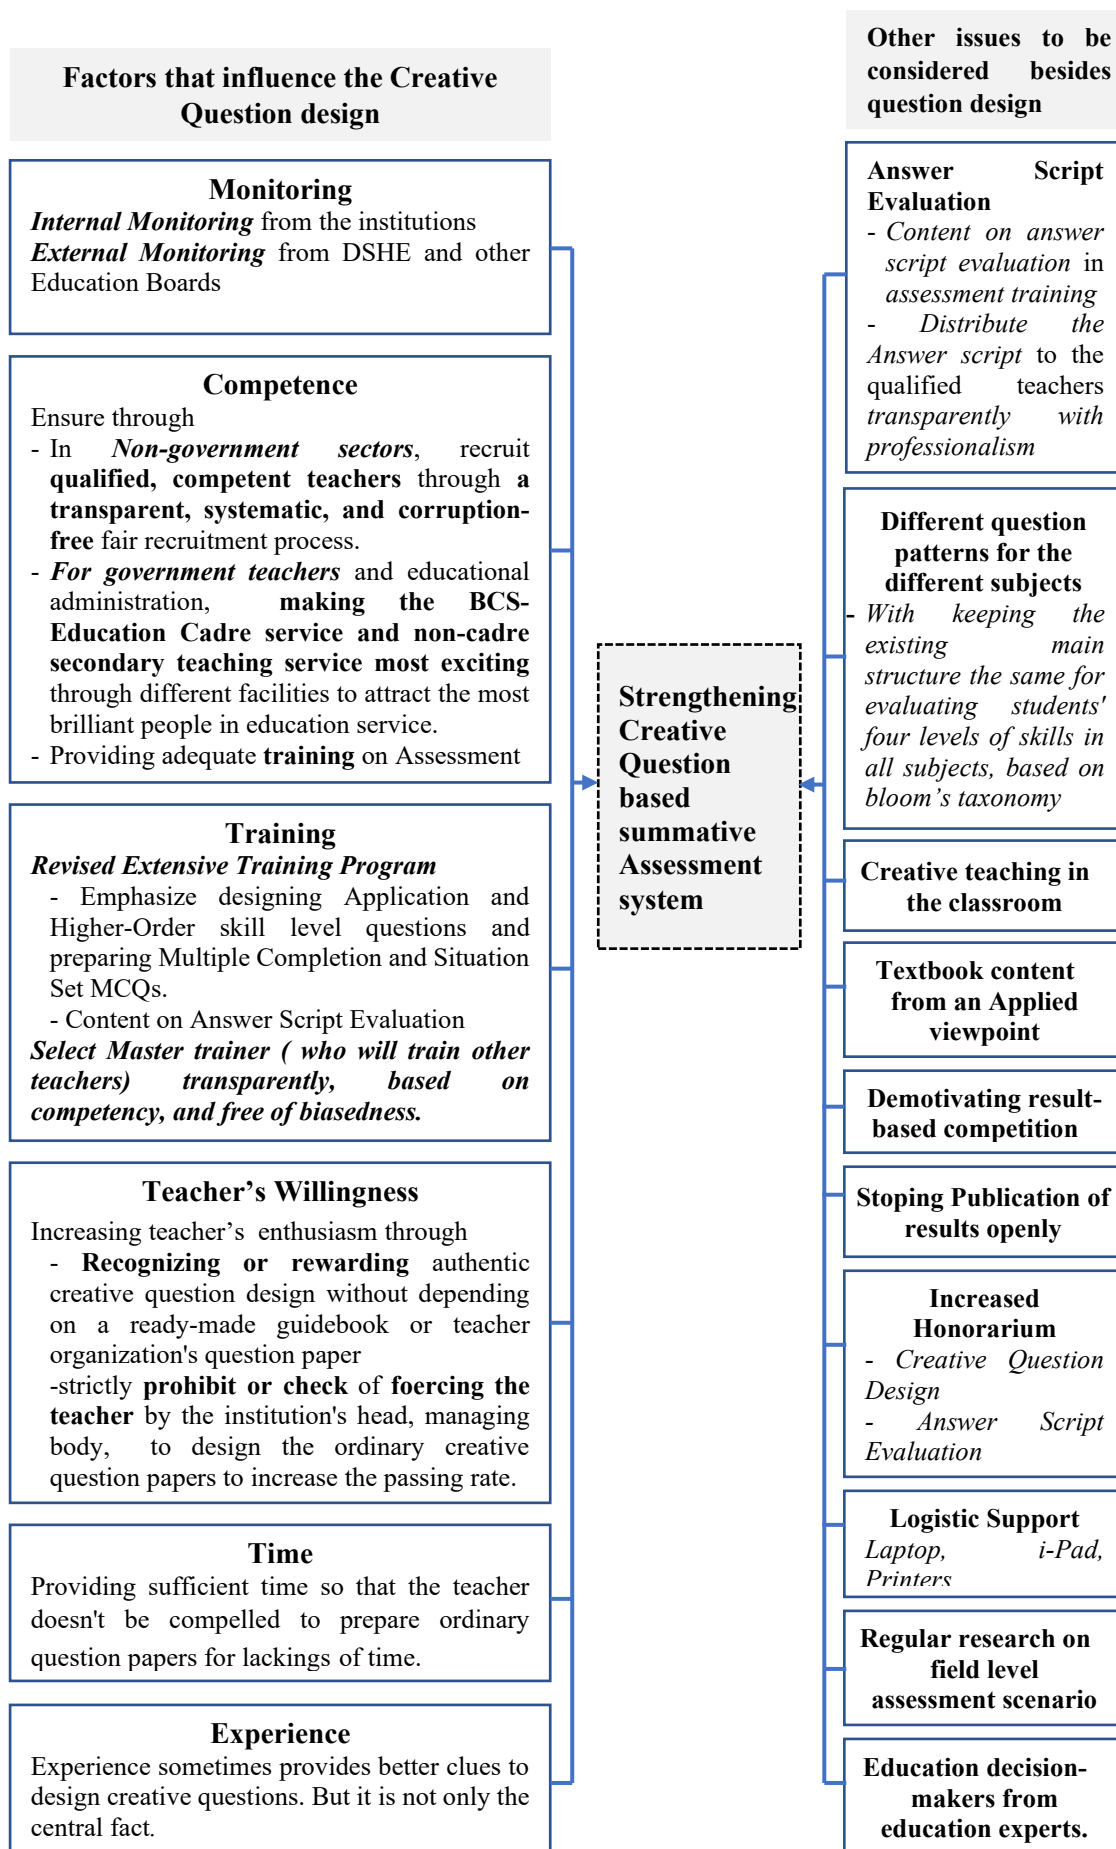 Factors that influence the Creative
Question design
Monitoring
Internal Monitoring from the institutions
External Monitoring from DSHE and other
Education Boards
Competence
Ensure through
- In Non-government sectors, recruit
qualified, competent teachers through a
transparent, systematic, and corruption-
free fair recruitment process.
- For government teachers and educational
administration, making the BCS-
Education Cadre service and non-cadre
secondary teaching service most exciting
through different facilities to attract the most
brilliant people in education service.
- Providing adequate training on Assessment
Training
Revised Extensive Training Program
- Emphasize designing Application and
Higher-Order skill level questions and
preparing Multiple Completion and Situation
Set MCQs.
- Content on Answer Script Evaluation
Select Master trainer ( who will train other
teachers) transparently, based on
competency, and free of biasedness.
Teacher's Willingness
Increasing teacher's enthusiasm through
- Recognizing or rewarding authentic
creative question design without depending
on a ready-made guidebook or teacher
organization's question paper
-strictly prohibit or check of foercing the
teacher by the institution's head, managing
body, to design the ordinary creative
question papers to increase the passing rate.
Time
Providing sufficient time so that the teacher
doesn't be compelled to prepare ordinary
question papers for lackings of time.
Experience
Experience sometimes provides better clues to
design creative questions. But it is not only the
central fact.
Strengthening
Creative
Question
based
summative
Assessment
system
Other issues to be
considered besides
question design
Answer Script
Evaluation
- Content on answer
script evaluation in
assessment training
- Distribute the
Answer script to the
qualified teachers
transparently with
professionalism
Different question
patterns for the
different subjects
- With keeping the
existing main
structure the same for
evaluating students'
four levels of skills in
all subjects, based on
bloom's taxonomy
Creative teaching in
the classroom
Textbook content
from an Applied
viewpoint
Demotivating result-
based competition
Stoping Publication of
results openly
Increased
Honorarium
- Creative Question
Design
- Answer Script
Evaluation
Logistic Support
Laptop, i-Pad,
Printers
Regular research on
field level
assessment scenario
Education decision-
makers from
education experts.